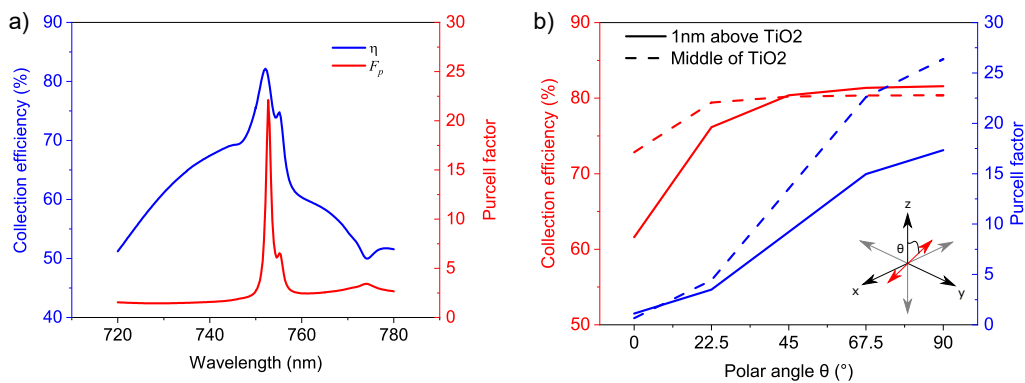 a)
90
80
70
60
50
40
Collection efficiency (%)
η
F_p
30
25
20
15
10
5
0
Purcell factor
720
740
760
780
Wavelength (nm)
b)
90
80
70
60
50
Collection efficiency (%)
1nm above TiO2
Middle of TiO2
30
25
20
15
10
5
0
Purcell factor
z
θ
x
y
0
22.5
45
67.5
90
Polar angle θ (°)